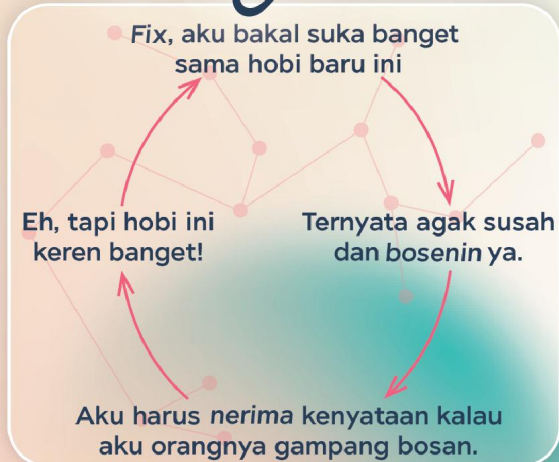 Fix, aku bakal suka banget
sama hobi baru ini
Ternyata agak susah
dan bosenin ya.
Aku harus nerima kenyataan kalau
aku orangnya gampang bosan.
Eh, tapi hobi ini
keren banget!